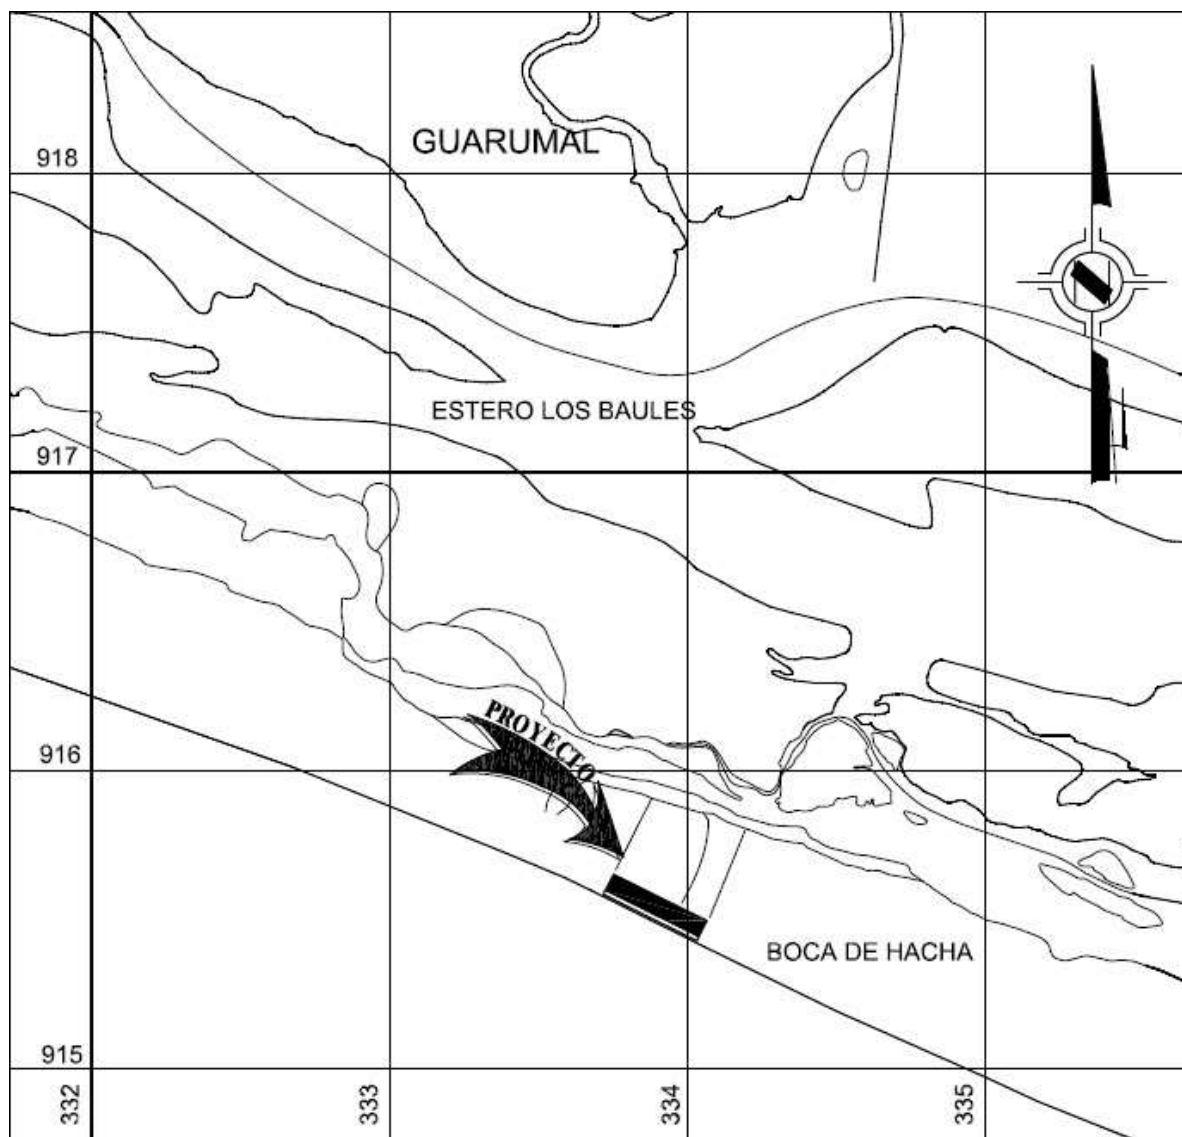 GUARUMAL
918
ESTERO LOS BAULES
917
PROYECTO
916
BOCA DE HACHA
915
332
333
334
335